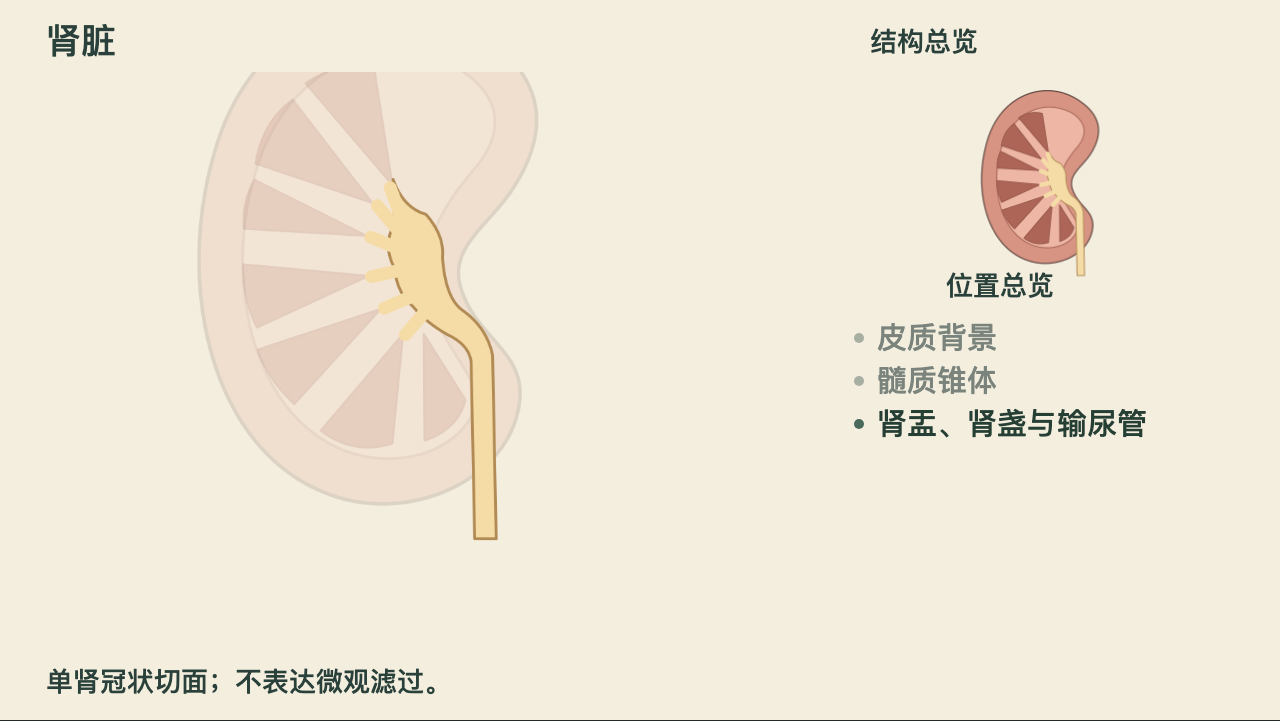 肾脏
结构总览
位置总览
皮质背景
髓质锥体
肾盂、肾盏与输尿管
单肾冠状切面；不表达微观滤过。